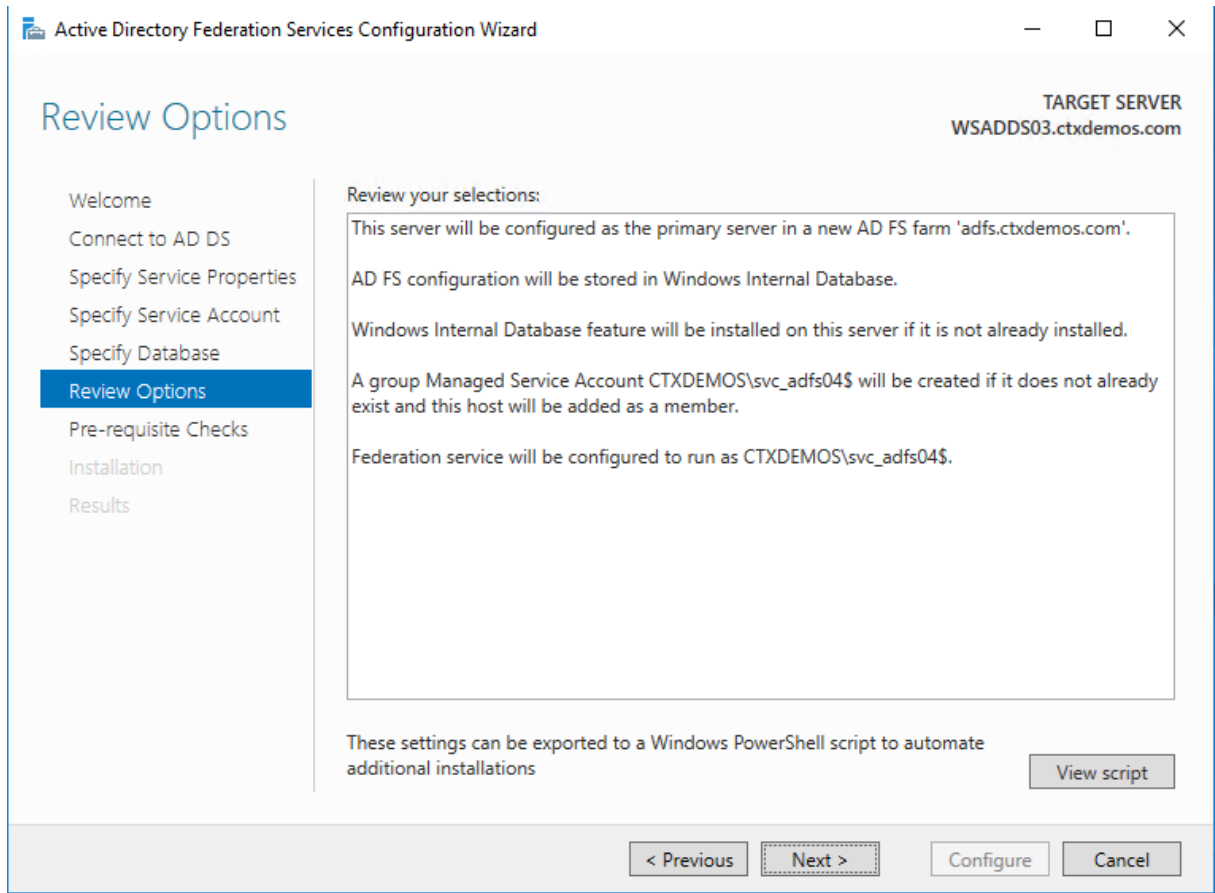 Active Directory Federation Services Configuration Wizard
Review Options
TARGET SERVER
WSADDS03.ctxdemos.com
Welcome
Connect to AD DS
Specify Service Properties
Specify Service Account
Specify Database
Review Options
Pre-requisite Checks
Installation
Results
Review your selections:
This server will be configured as the primary server in a new AD FS farm 'adfs.ctxdemos.com'.
AD FS configuration will be stored in Windows Internal Database.
Windows Internal Database feature will be installed on this server if it is not already installed.
A group Managed Service Account CTXDEMOS\svc_adfs04$ will be created if it does not already
exist and this host will be added as a member.
Federation service will be configured to run as CTXDEMOS\svc_adfs04$.
These settings can be exported to a Windows PowerShell script to automate
additional installations
View script
< Previous
Next >
Configure
Cancel